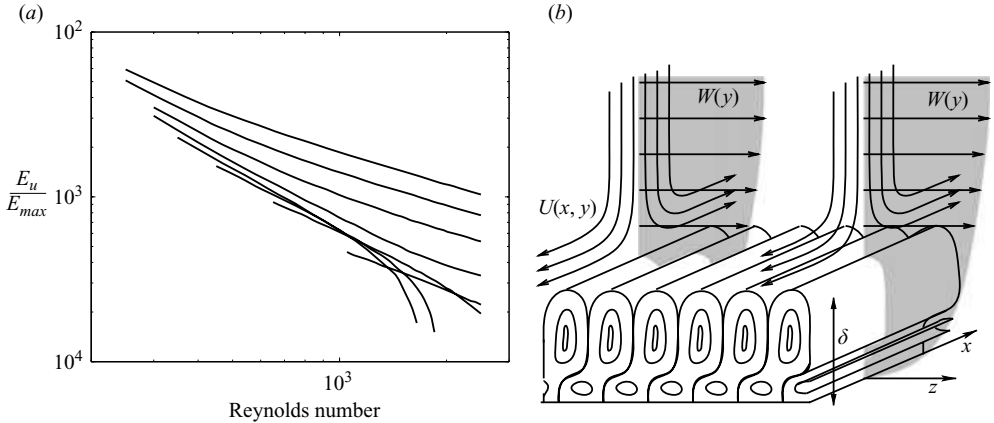 (a)
10^2
10^3
10^4
E_u
E_max
10^3
Reynolds number
(b)
W(y)
W(y)
U(x, y)
δ
x
z